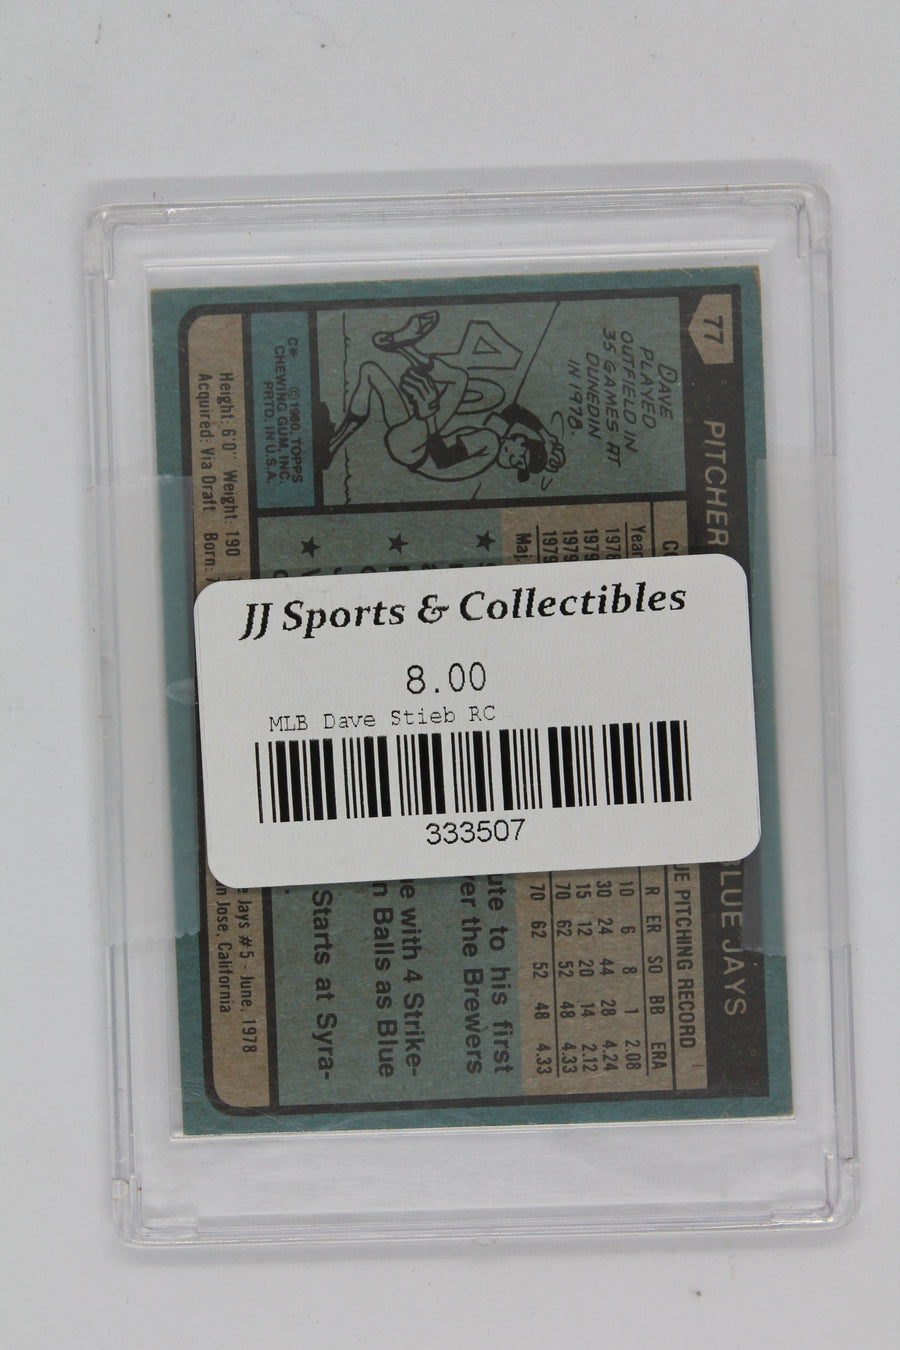 JJ Sports & Collectibles
8.00
MLB Dave Stieb RC
333507
77
PITCHER
BLUE JAYS
DAVE
PLAYED
OUTFIELD IN
35 GAMES AT
DUNEDIN
IN 1978.
C* © 1980, TOPPS
CHEWING GUM, INC.
PRTD. IN U.S.A.
PITCHING RECORD
R ER SO BB ERA
10 6 8 1 2.08
30 24 44 28 4.24
15 12 20 14 2.12
70 62 52 48 4.33
70 62 52 48 4.33
1979
1979
to his first
the Brewers
with 4 Strike-
Balls as Blue
Starts at Syra-
Height: 6'0" Weight: 190
Acquired: Via Draft Born:
Jays #5 - June, 1978
Jose, California